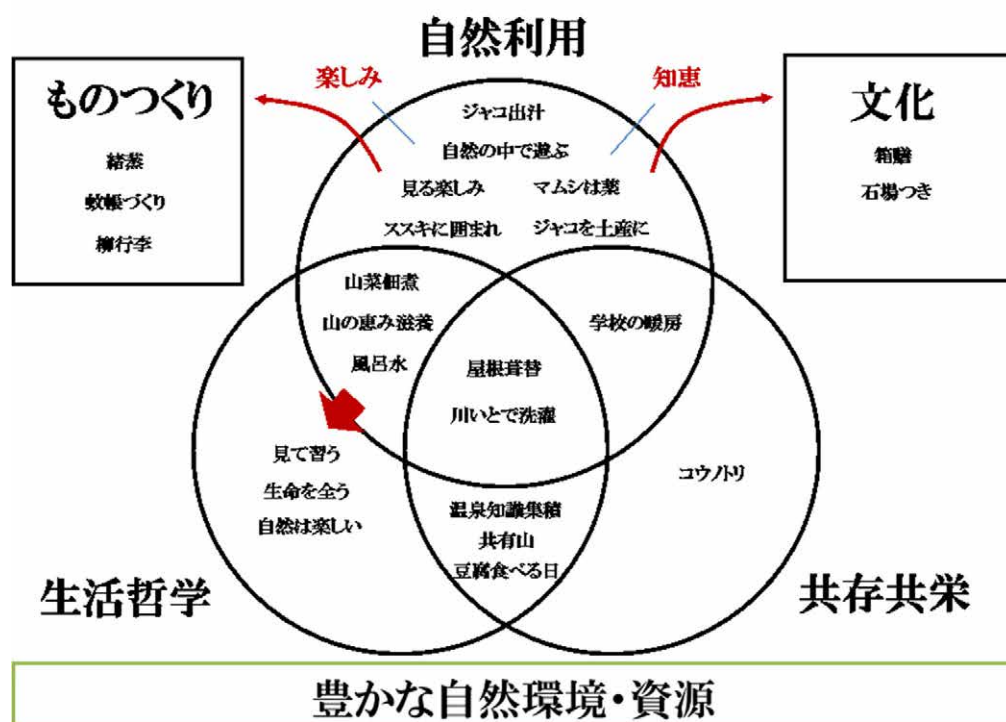 自然利用
ものつくり
緒蒸
蚊帳づくり
柳行李
楽しみ
知恵
文化
箱膳
石場つき
ジャコ出汁
自然の中で遊ぶ
見る楽しみ
マムシは薬
ススキに囲まれ
ジャコを土産に
山菜佃煮
山の恵み滋養
風呂水
学校の暖房
屋根葺替
川いとで洗濯
見て習う
生命を全う
自然は楽しい
コウノトリ
温泉知識集積
共有山
豆腐食べる日
生活哲学
共存共栄
豊かな自然環境・資源